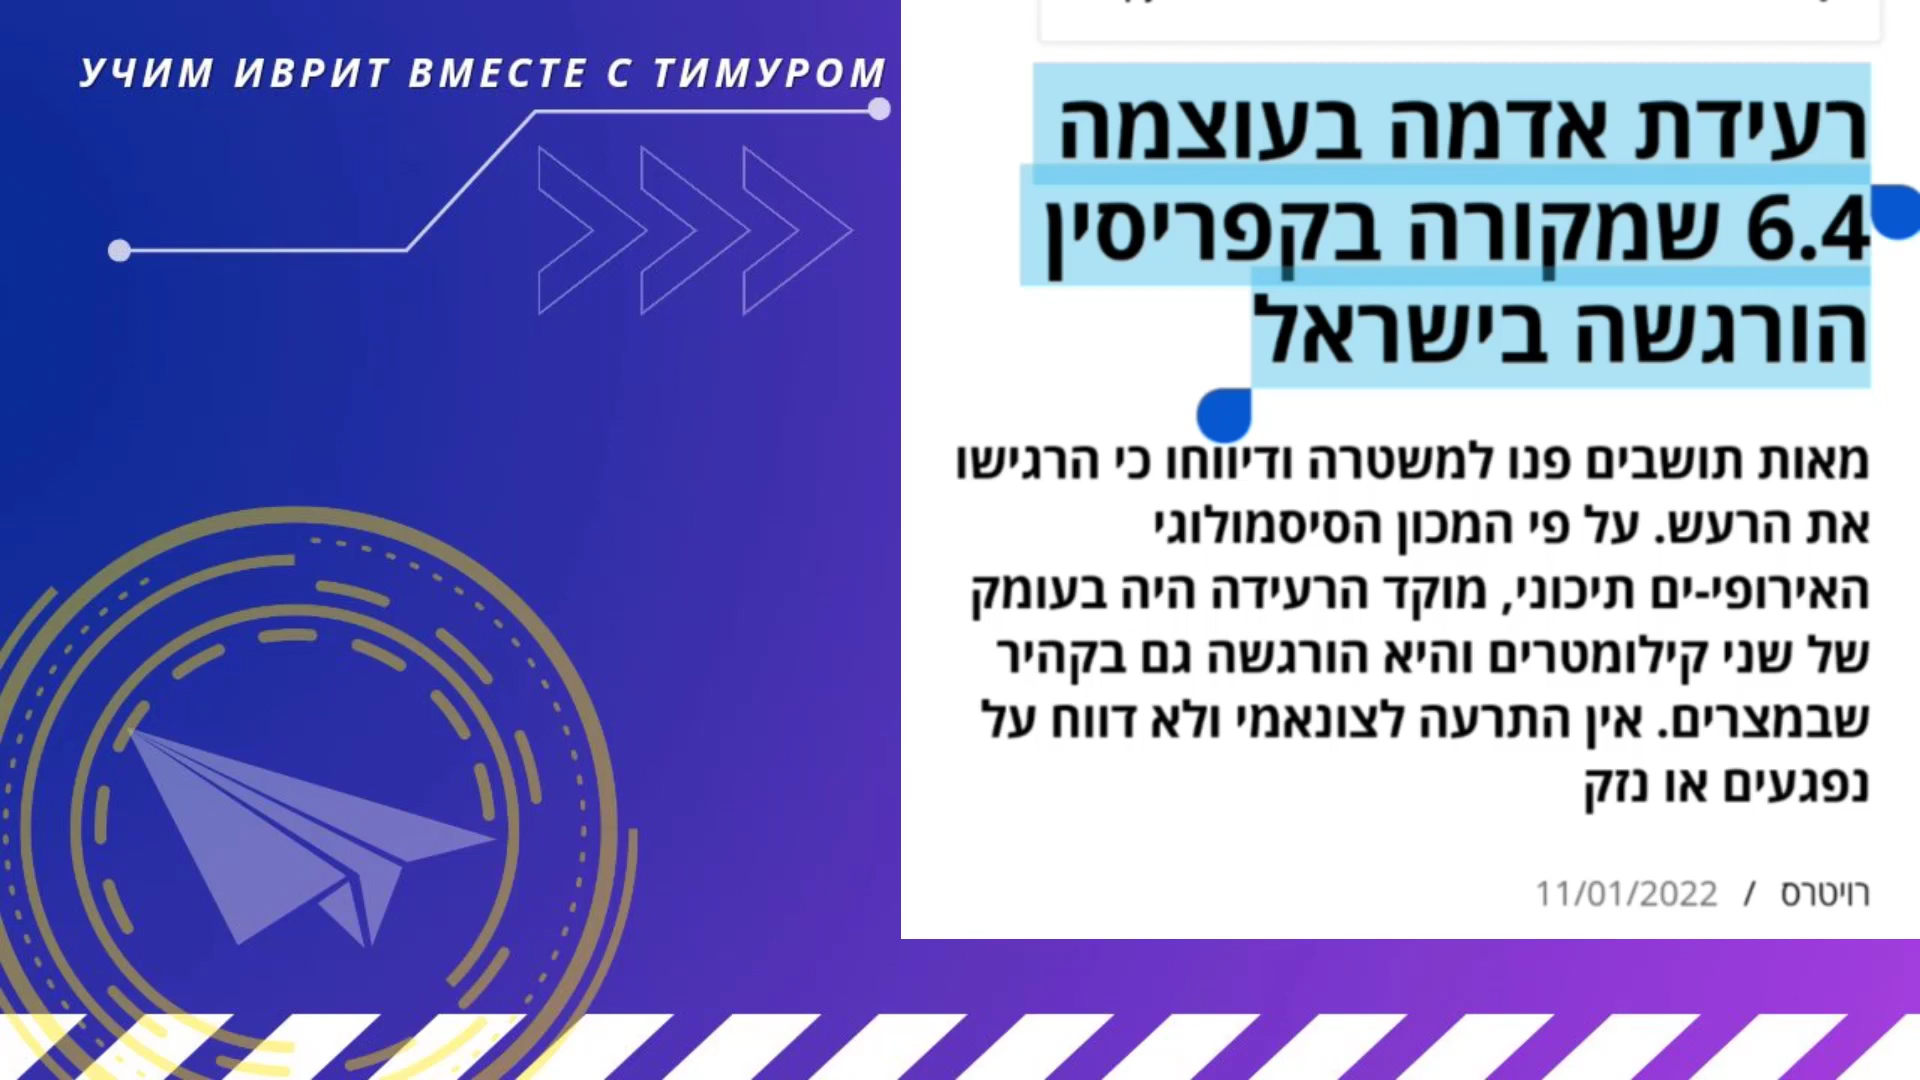 УЧИМ ИВРИТ ВМЕСТЕ С ТИМУРОМ
רעידת אדמה בעוצמה
6.4 שמקורה בקפריסין
הורגשה בישראל
מאות תושבים פנו למשטרה ודיווחו כי הרגישו
את הרעש. על פי המכון הסיסמולוגי
האירופי-ים תיכוני, מוקד הרעידה היה בעומק
של שני קילומטרים והיא הורגשה גם בקהיר
שבמצרים. אין התרעה לצונאמי ולא דווח על
נפגעים או נזק
רויטרס / 11/01/2022